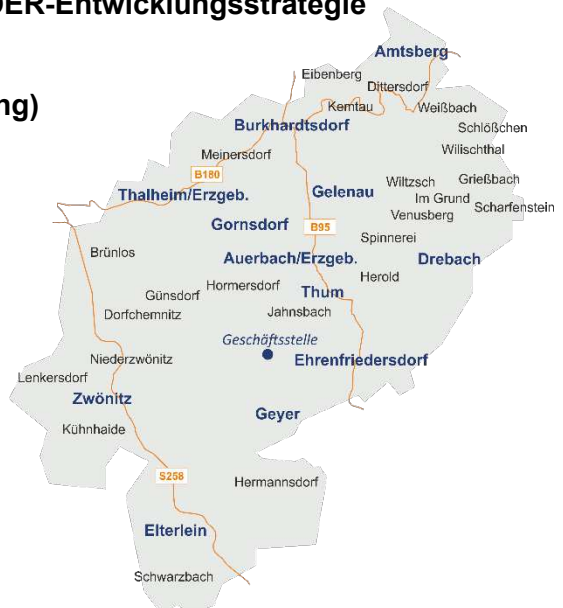 DER-Entwicklungsstrategie
ng)
Amtsberg
Eibenberg
Dittersdorf
Kemtau
Weißbach
Burkhardtsdorf
Schlößchen
Meinersdorf
Wilischthal
B180
Thalheim/Erzgeb.
Gelenau
Wiltzsch
Grießbach
Im Grund
Scharfenstein
Venusberg
Gornsdorf
B95
Spinnerei
Brünlos
Auerbach/Erzgeb.
Drebach
Herold
Hormersdorf
Günsdorf
Thum
Dorfchemnitz
Jahnsbach
Geschäftsstelle
Niederzwönitz
Ehrenfriedersdorf
Lenkersdorf
Zwönitz
Geyer
Kühnhaide
S258
Hermannsdorf
Elterlein
Schwarzbach